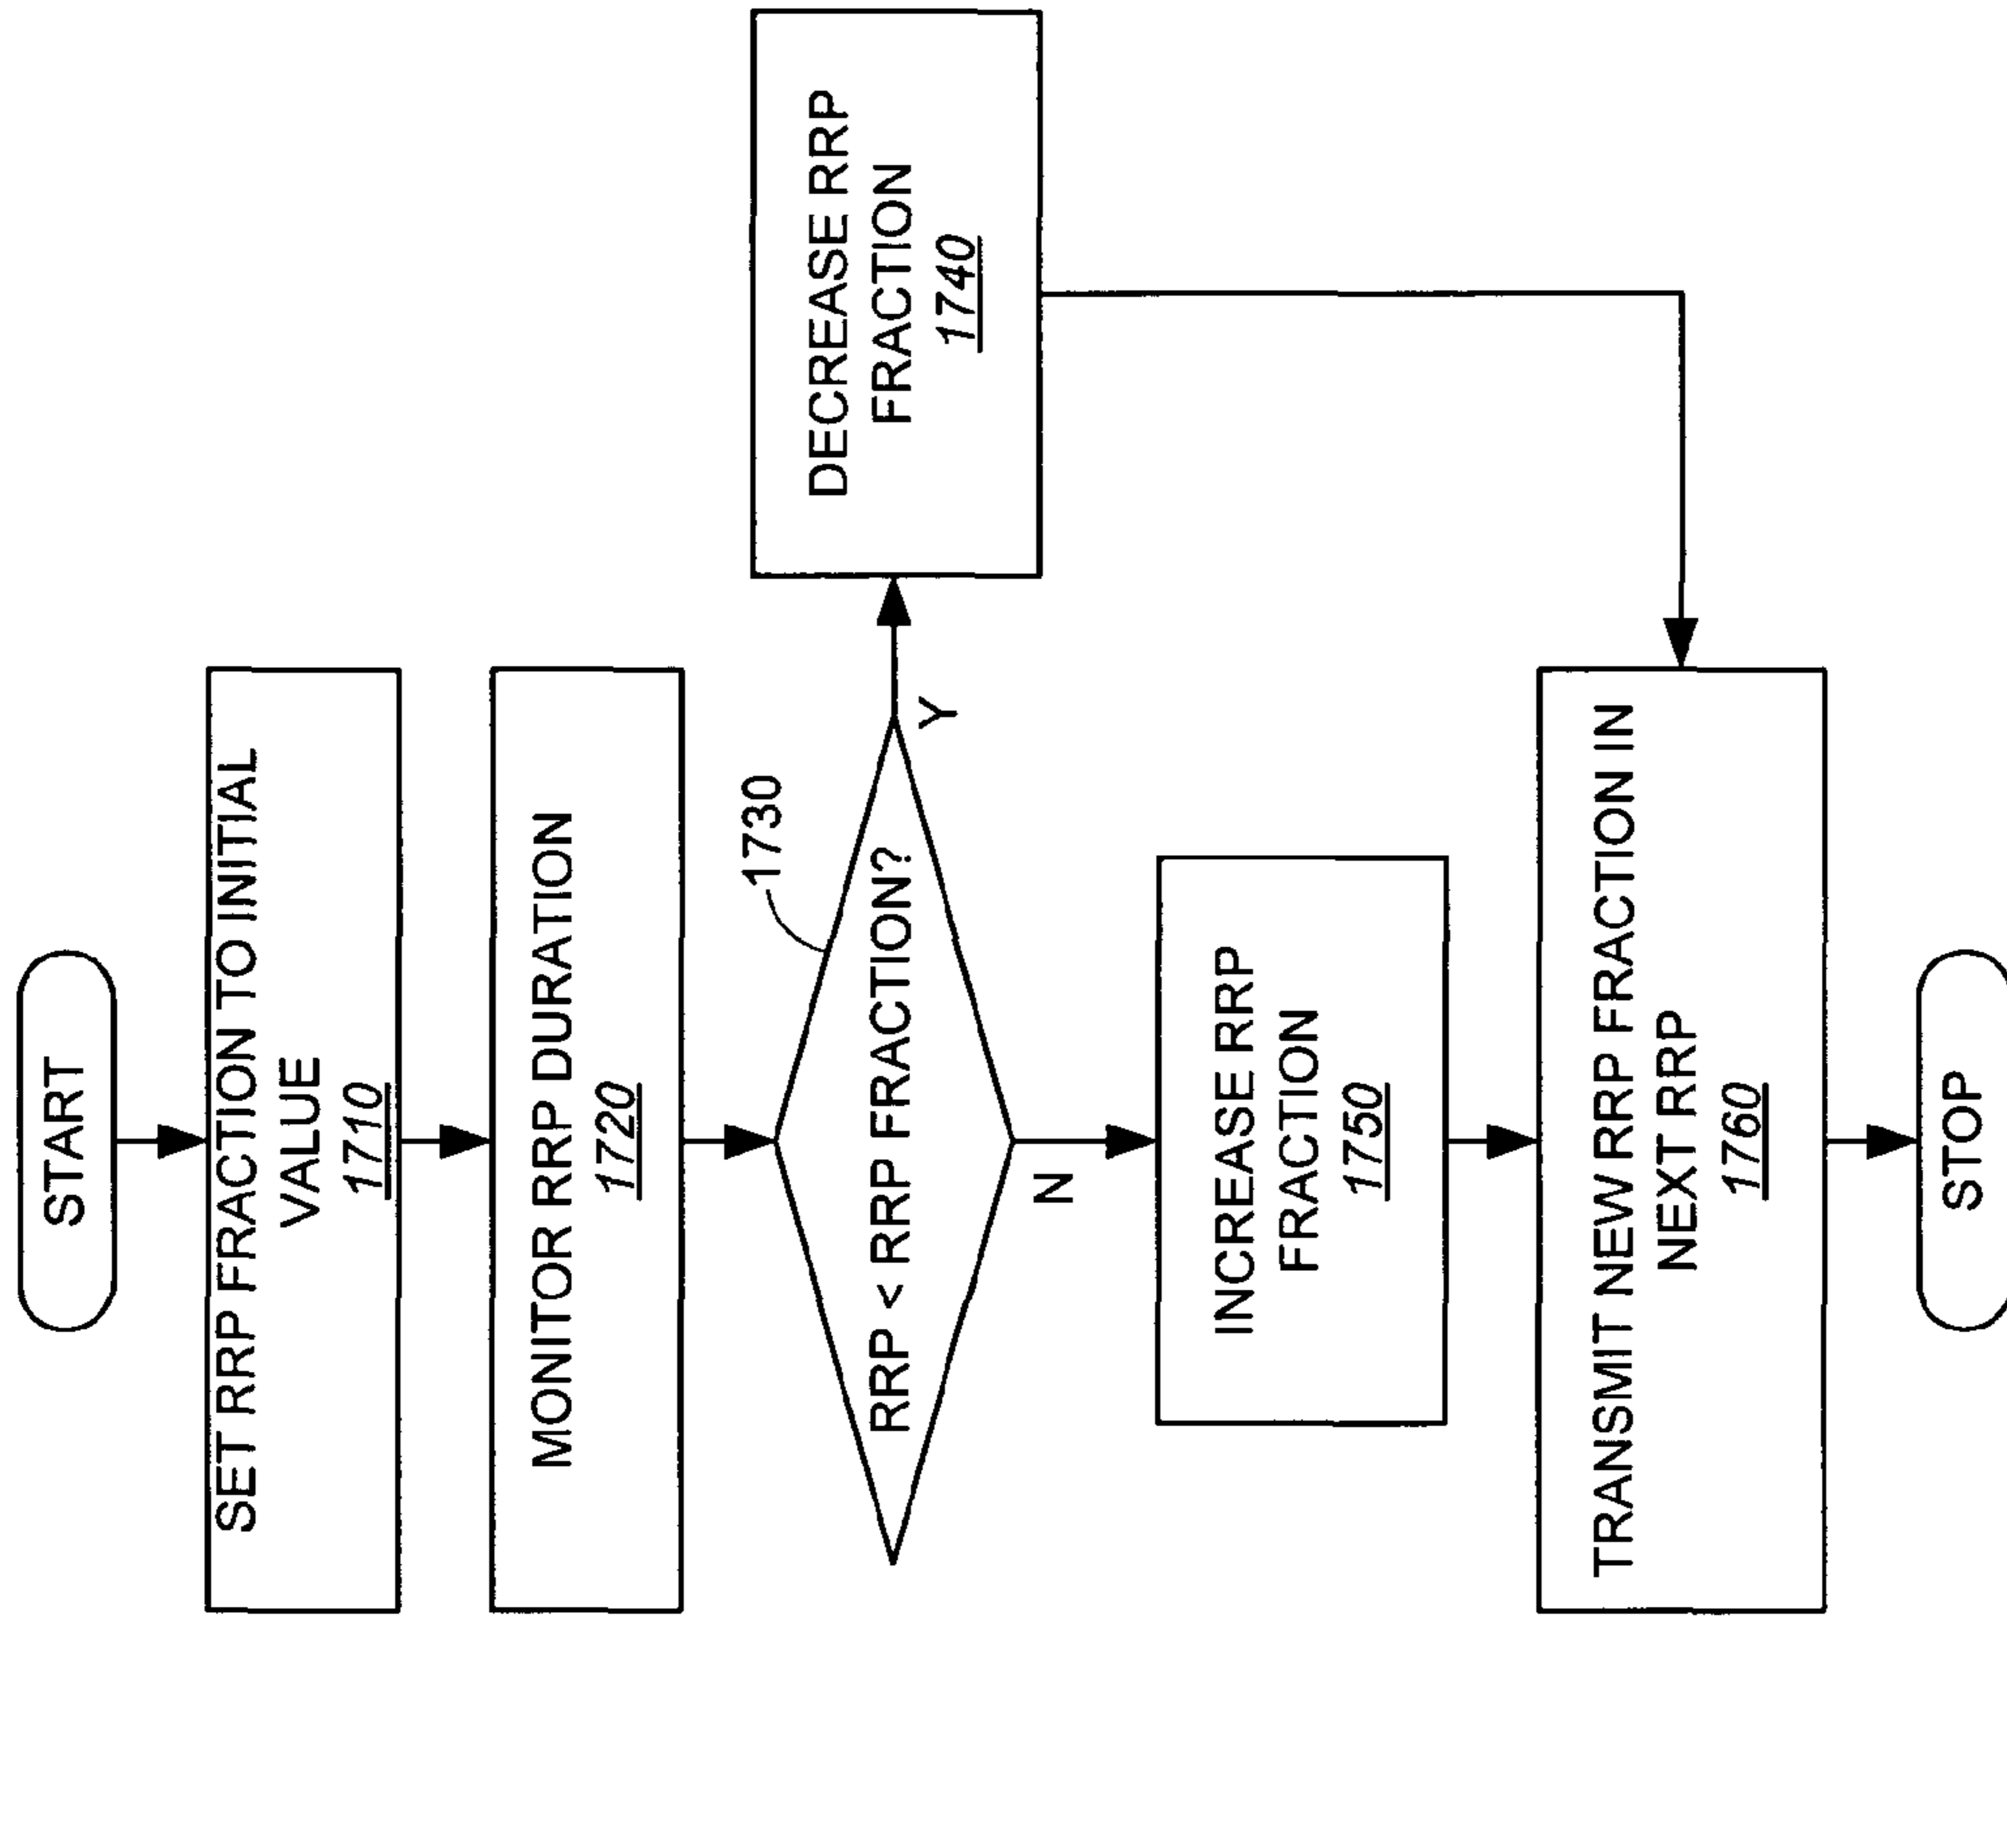 START
SET RRP FRACTION TO INITIAL
VALUE
1710
MONITOR RRP DURATION
1720
1730
RRP < RRP FRACTION?
Y
DECREASE RRP
FRACTION
1740
N
INCREASE RRP
FRACTION
1750
TRANSMIT NEW RRP FRACTION IN
NEXT RRP
1760
STOP